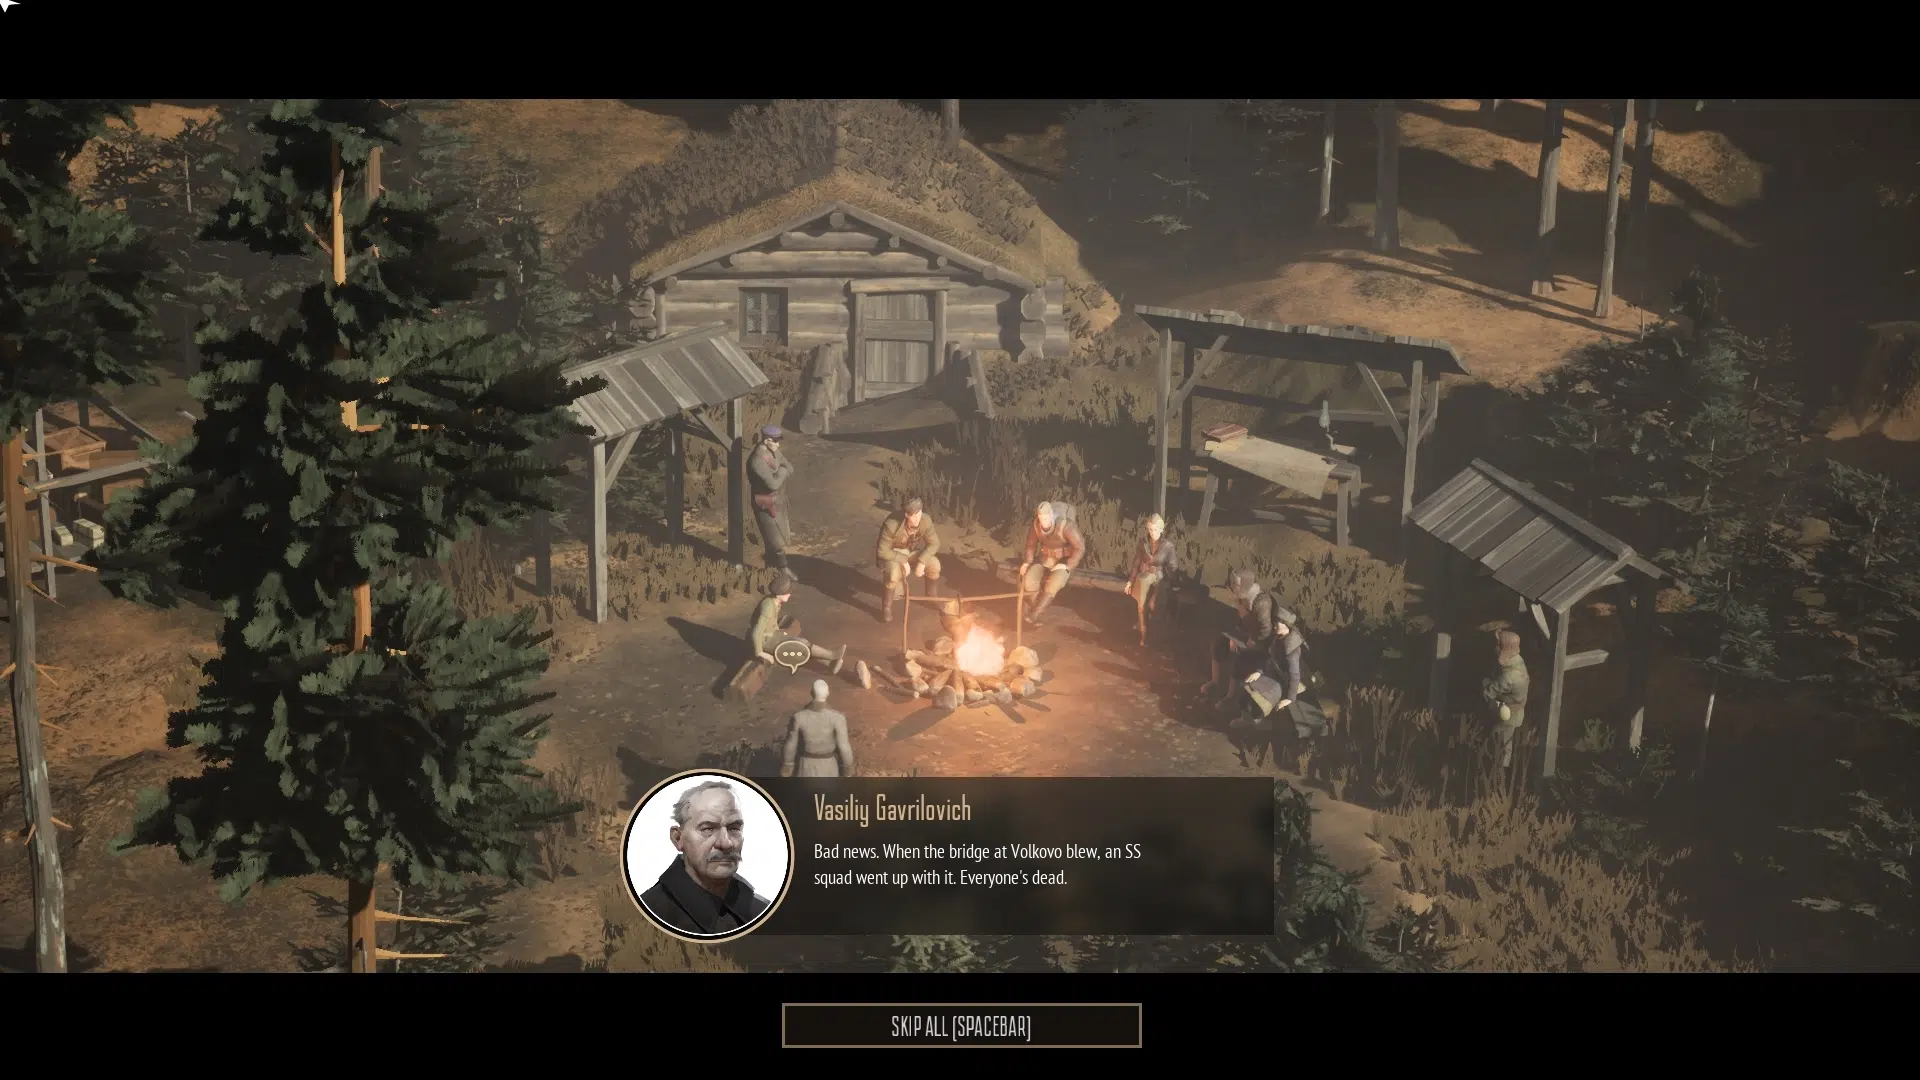 Vasiliy Gavrilovich
Bad news. When the bridge at Volkovo blew, an SS
squad went up with it. Everyone's dead.
SKIP ALL [SPACEBAR]